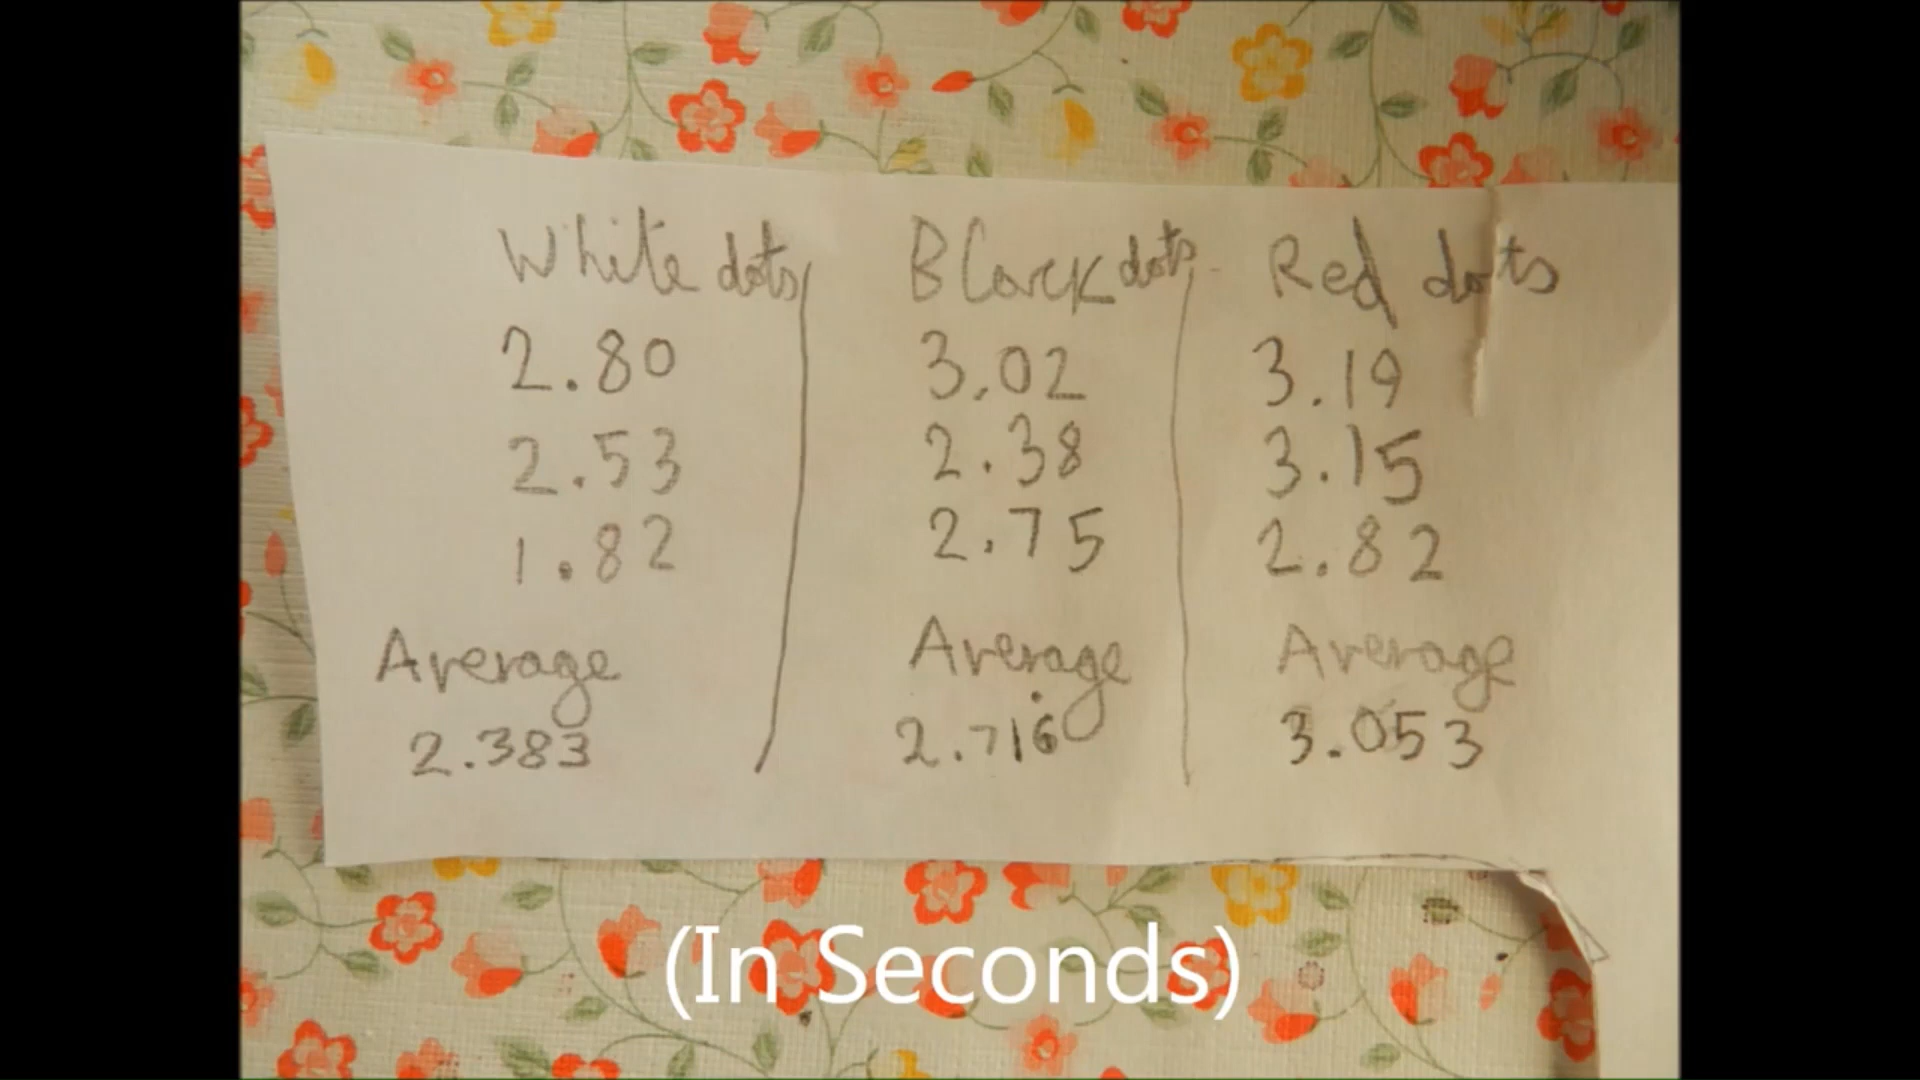 White dots Black dots Red dots
2.80 3.02 3.19
2.53 2.38 3.15
1.82 2.75 2.82
Average Average Average
2.383 2.716̇ 3.053
(In Seconds)